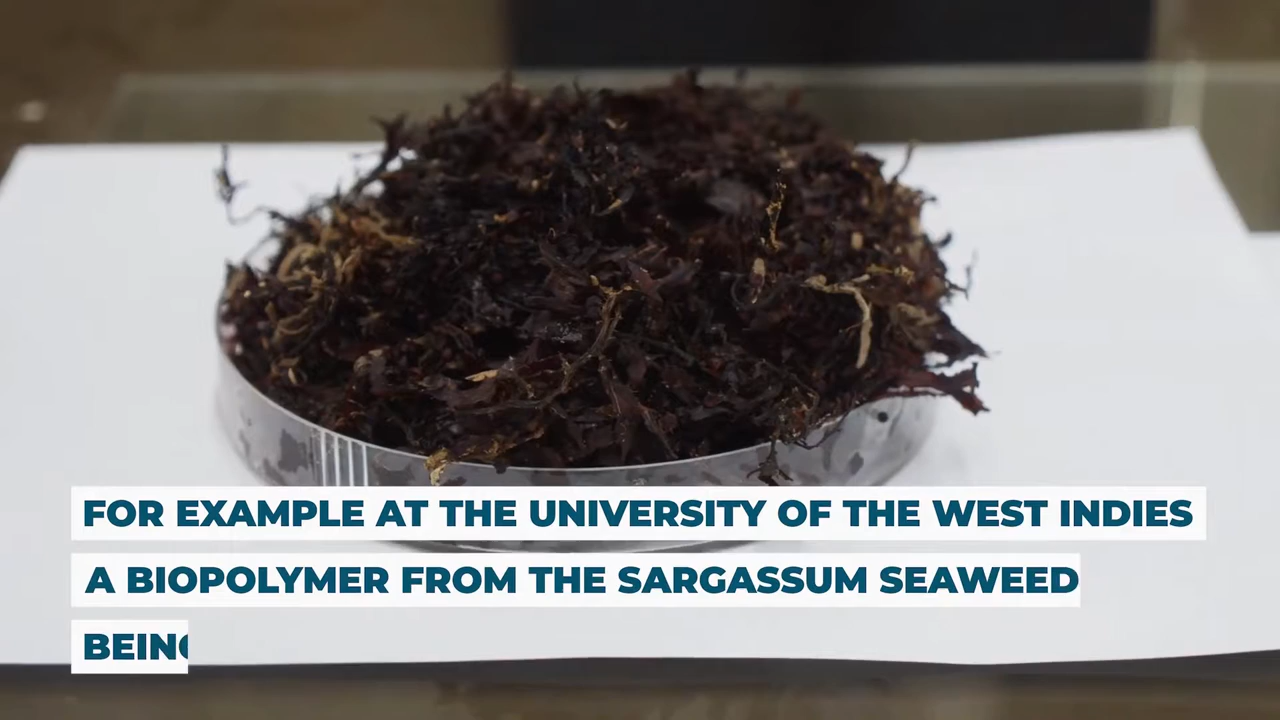 FOR EXAMPLE AT THE UNIVERSITY OF THE WEST INDIES
A BIOPOLYMER FROM THE SARGASSUM SEAWEED